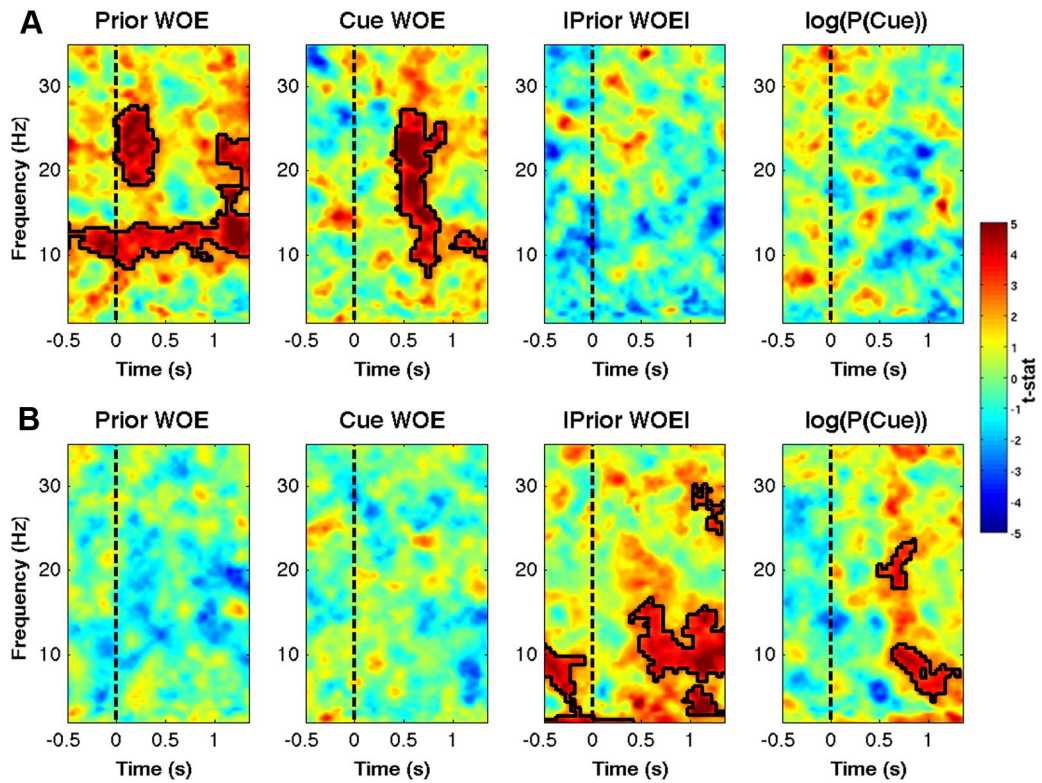 A
Prior WOE
Cue WOE
|Prior WOE|
log(P(Cue))
Frequency (Hz)
30
20
10
-0.5 0 0.5 1
-0.5 0 0.5 1
-0.5 0 0.5 1
-0.5 0 0.5 1
Time (s)
Time (s)
Time (s)
Time (s)
30
20
10
30
20
10
30
20
10
5
4
3
2
1
0
-1
-2
-3
-4
-5
t-stat
B
Prior WOE
Cue WOE
|Prior WOE|
log(P(Cue))
Frequency (Hz)
30
20
10
30
20
10
30
20
10
30
20
10
-0.5 0 0.5 1
-0.5 0 0.5 1
-0.5 0 0.5 1
-0.5 0 0.5 1
Time (s)
Time (s)
Time (s)
Time (s)